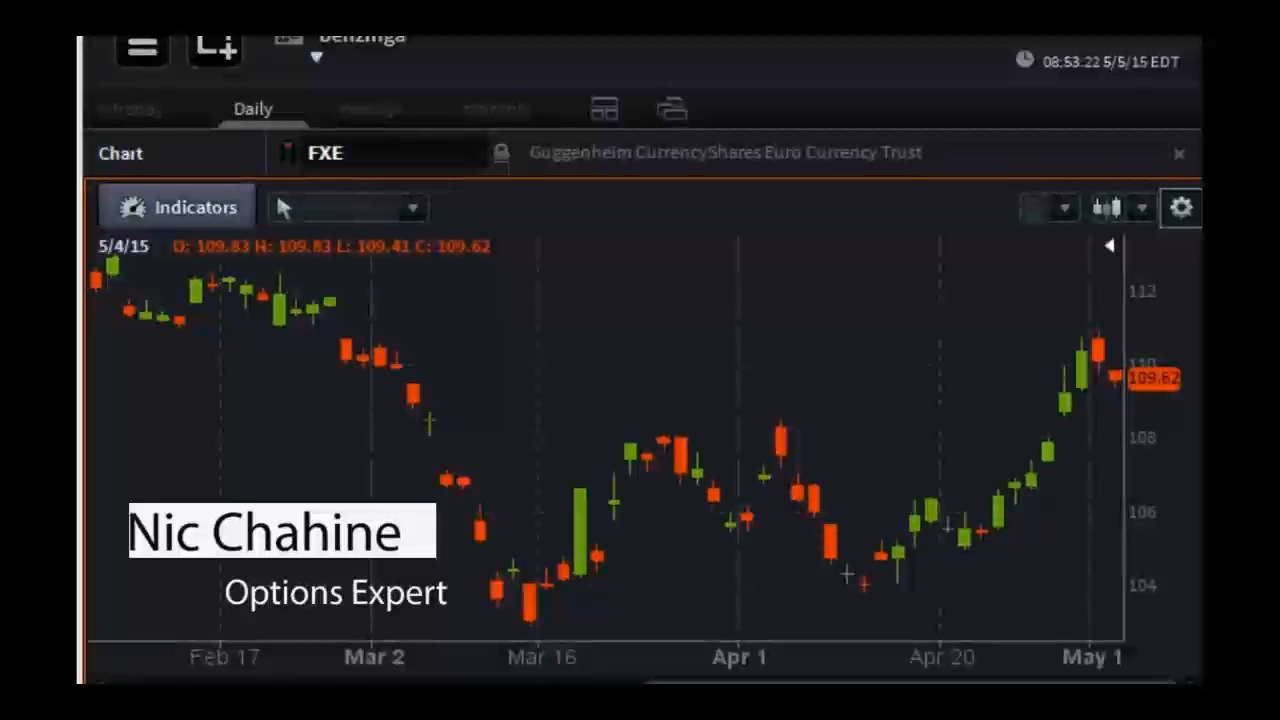 benzinga
08:53:22 5/5/15 EDT
Daily
Chart FXE Guggenheim CurrencyShares Euro Currency Trust
Indicators
5/4/15 O: 109.83 H: 109.83 L: 109.41 C: 109.62
112
110
109.62
108
106
104
Nic Chahine
Options Expert
Feb 17 Mar 2 Mar 16 Apr 1 Apr 20 May 1